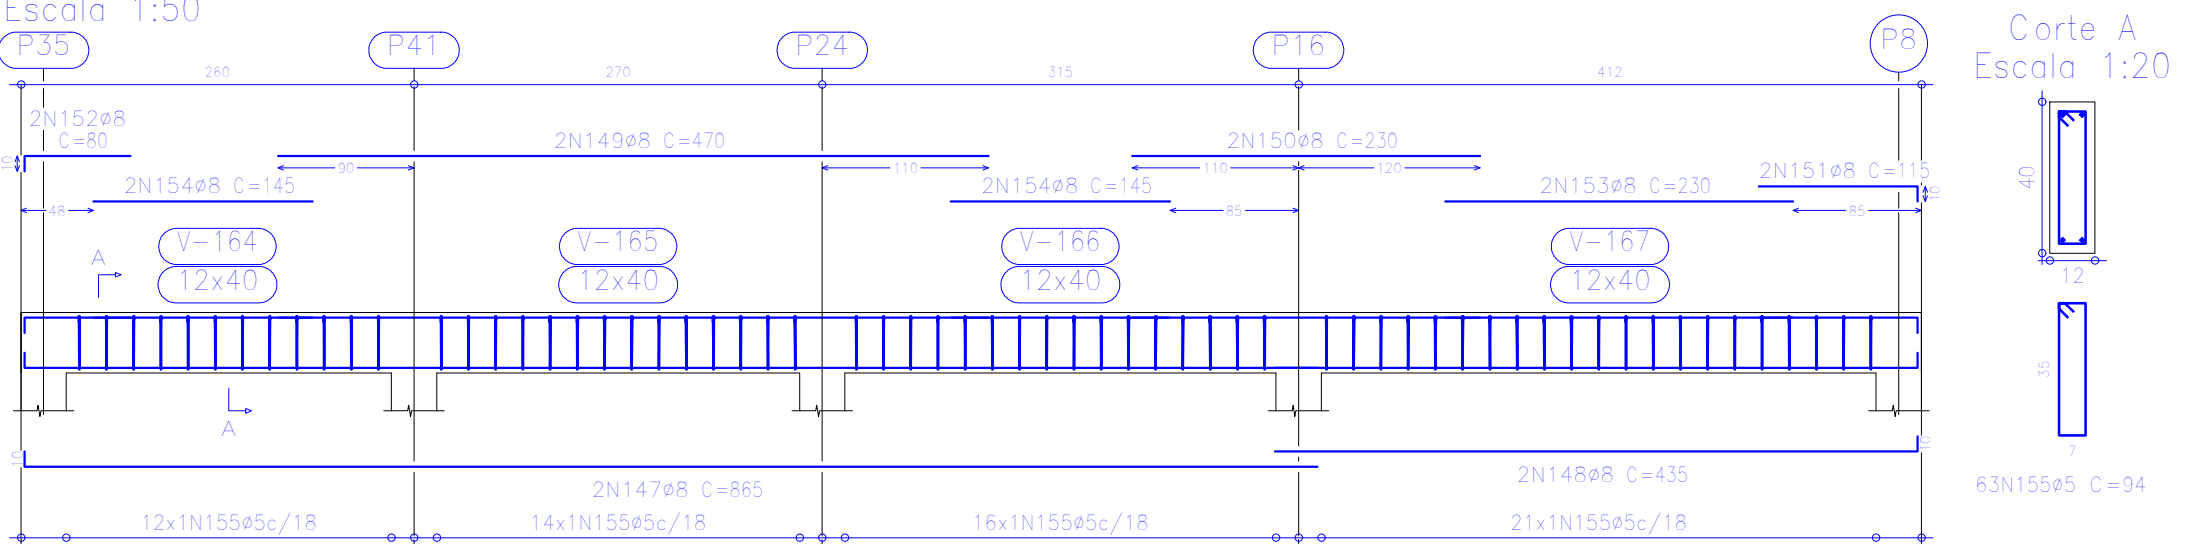 Escala 1:50
P35
P41
P24
P16
P8
Corte A
Escala 1:20
260
270
315
412
2N152ø8
C=80
2N149ø8 C=470
2N150ø8 C=230
10
90
110
110
120
2N151ø8 C=115
2N154ø8 C=145
2N154ø8 C=145
2N153ø8 C=230
10
48
85
85
40
V-164
V-165
V-166
V-167
12x40
12x40
12x40
12x40
A
12
35
A
10
10
7
2N148ø8 C=435
63N155ø5 C=94
2N147ø8 C=865
12x1N155ø5c/18
14x1N155ø5c/18
16x1N155ø5c/18
21x1N155ø5c/18